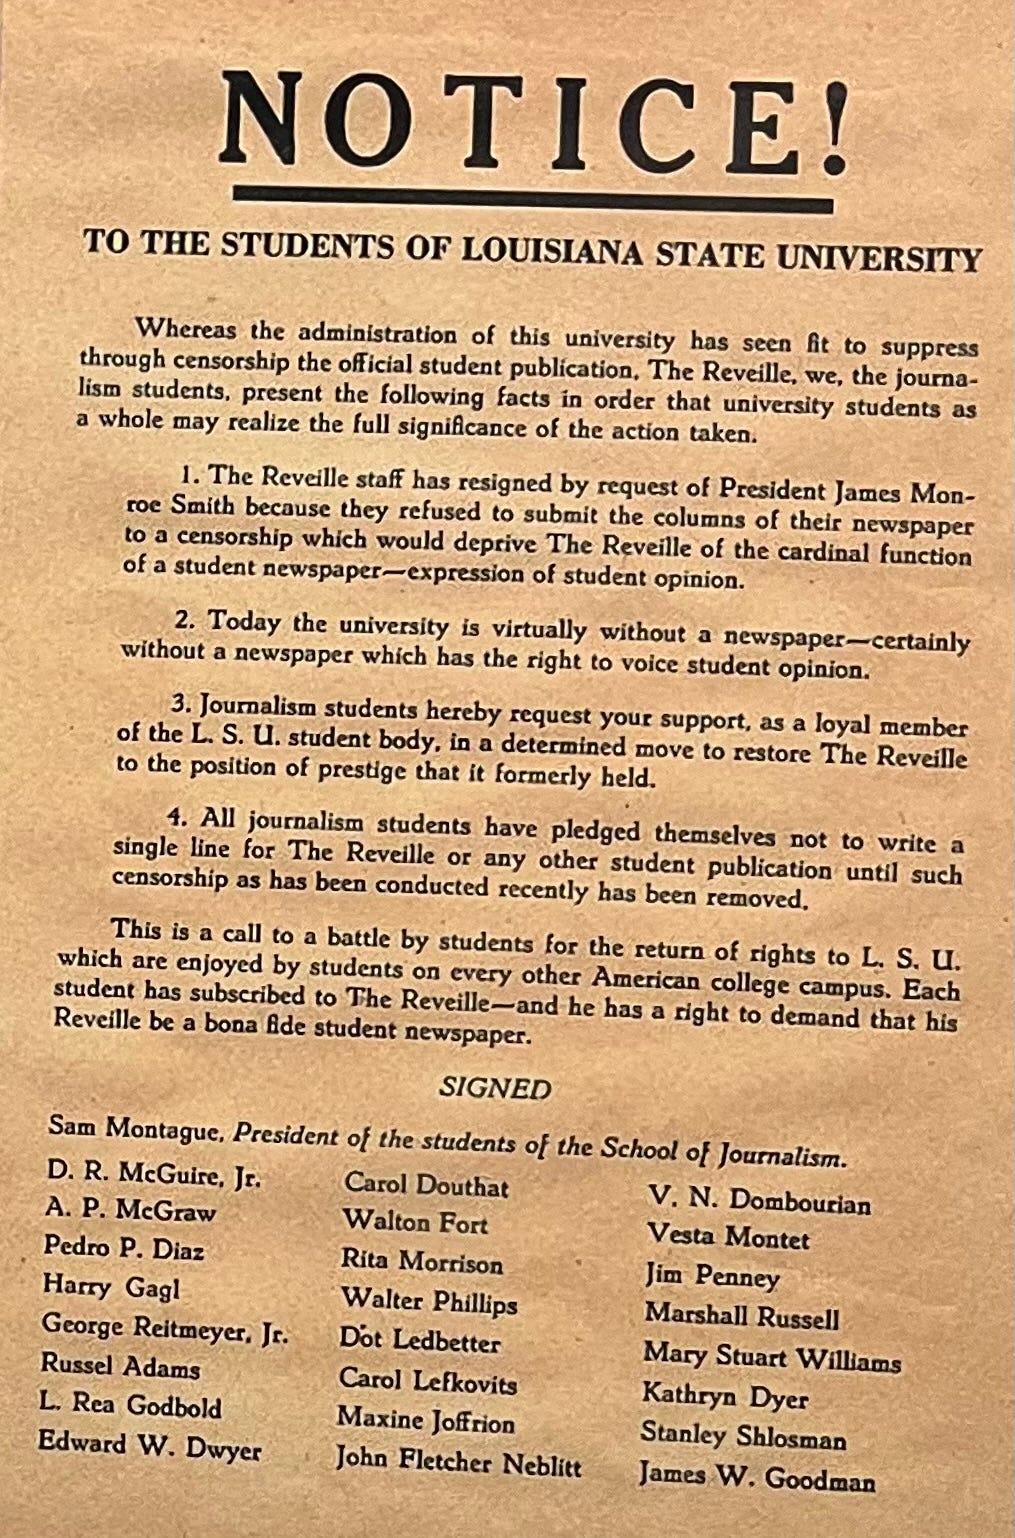 NOTICE!
TO THE STUDENTS OF LOUISIANA STATE UNIVERSITY
Whereas the administration of this university has seen fit to suppress
through censorship the official student publication, The Reveille, we, the journa-
lism students, present the following facts in order that university students as
a whole may realize the full significance of the action taken.
1. The Reveille staff has resigned by request of President James Mon-
roe Smith because they refused to submit the columns of their newspaper
to a censorship which would deprive The Reveille of the cardinal function
of a student newspaper—expression of student opinion.
2. Today the university is virtually without a newspaper—certainly
without a newspaper which has the right to voice student opinion.
3. Journalism students hereby request your support, as a loyal member
of the L. S. U. student body, in a determined move to restore The Reveille
to the position of prestige that it formerly held.
4. All journalism students have pledged themselves not to write a
single line for The Reveille or any other student publication until such
censorship as has been conducted recently has been removed.
This is a call to a battle by students for the return of rights to L. S. U.
which are enjoyed by students on every other American college campus. Each
student has subscribed to The Reveille—and he has a right to demand that his
Reveille be a bona fide student newspaper.
SIGNED
Sam Montague, President of the students of the School of Journalism.
D. R. McGuire, Jr.
A. P. McGraw
Pedro P. Diaz
Harry Gagl
George Reitmeyer, Jr.
Russel Adams
L. Rea Godbold
Edward W. Dwyer
Carol Douthat
Walton Fort
Rita Morrison
Walter Phillips
Dot Ledbetter
Carol Lefkovits
Maxine Joffrion
John Fletcher Neblitt
V. N. Dombourian
Vesta Montet
Jim Penney
Marshall Russell
Mary Stuart Williams
Kathryn Dyer
Stanley Shlosman
James W. Goodman